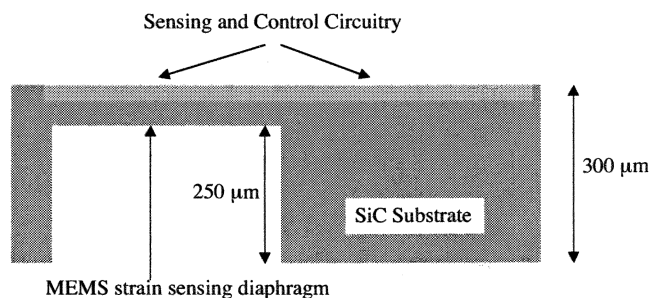 Sensing and Control Circuitry
300 µm
250 µm
SiC Substrate
MEMS strain sensing diaphragm